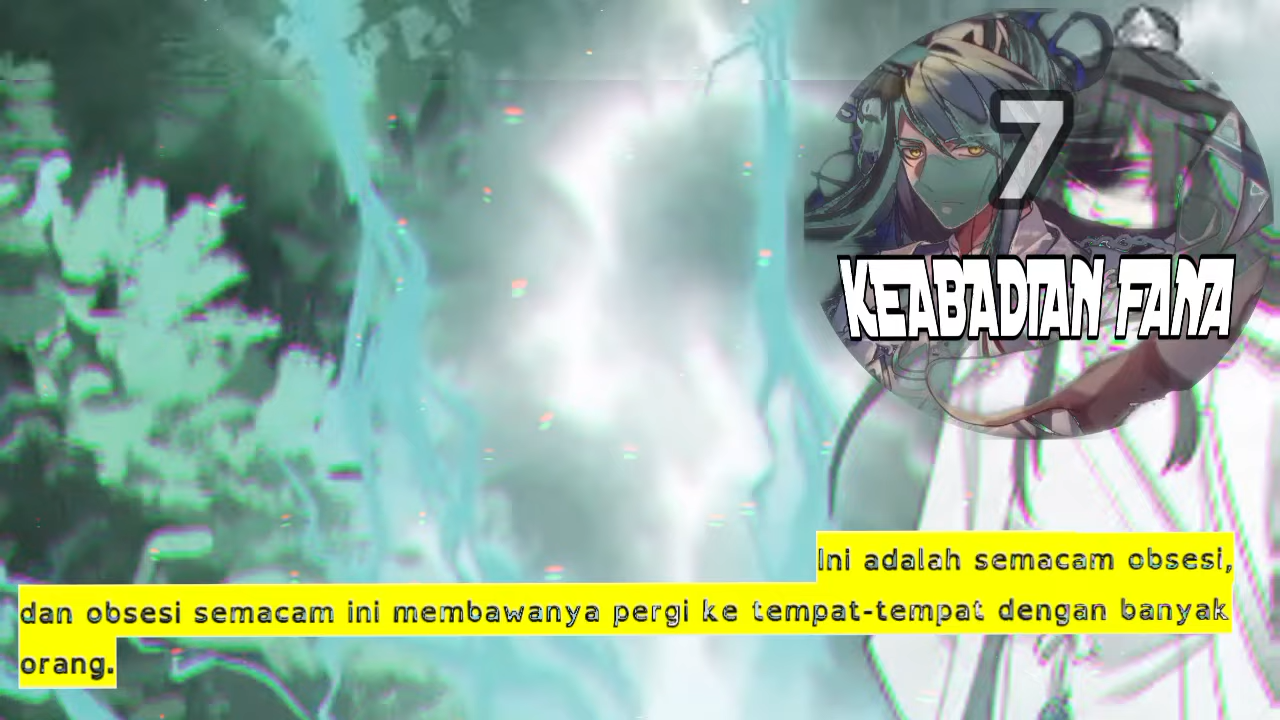 7
KEABADIAN FANA
Ini adalah semacam obsesi,
dan obsesi semacam ini membawanya pergi ke tempat-tempat dengan banyak
orang.